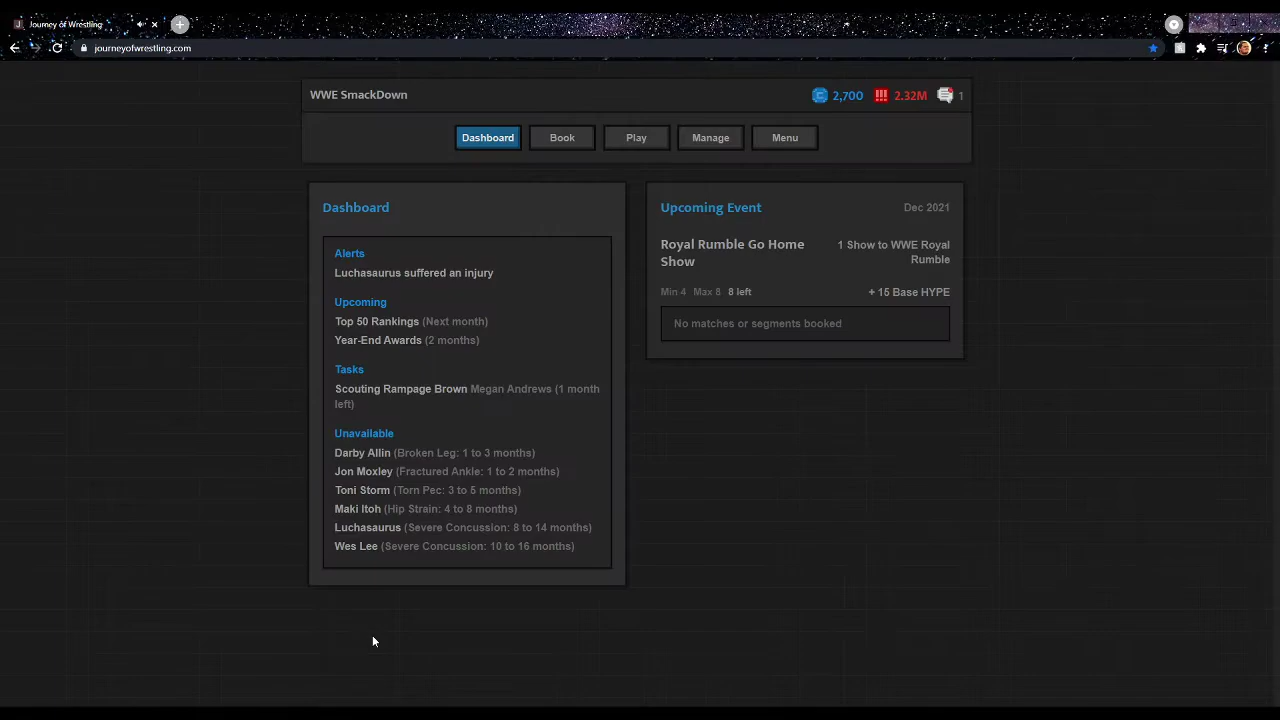 Journey of Wrestling
journeyofwrestling.com
WWE SmackDown
2,700
2.32M
1
Dashboard
Book
Play
Manage
Menu
Dashboard
Alerts
Luchasaurus suffered an injury
Upcoming
Top 50 Rankings (Next month)
Year-End Awards (2 months)
Tasks
Scouting Rampage Brown Megan Andrews (1 month
left)
Unavailable
Darby Allin (Broken Leg: 1 to 3 months)
Jon Moxley (Fractured Ankle: 1 to 2 months)
Toni Storm (Torn Pec: 3 to 5 months)
Maki Itoh (Hip Strain: 4 to 8 months)
Luchasaurus (Severe Concussion: 8 to 14 months)
Wes Lee (Severe Concussion: 10 to 16 months)
Upcoming Event
Dec 2021
Royal Rumble Go Home
Show
1 Show to WWE Royal
Rumble
Min 4 Max 8 8 left
+ 15 Base HYPE
No matches or segments booked